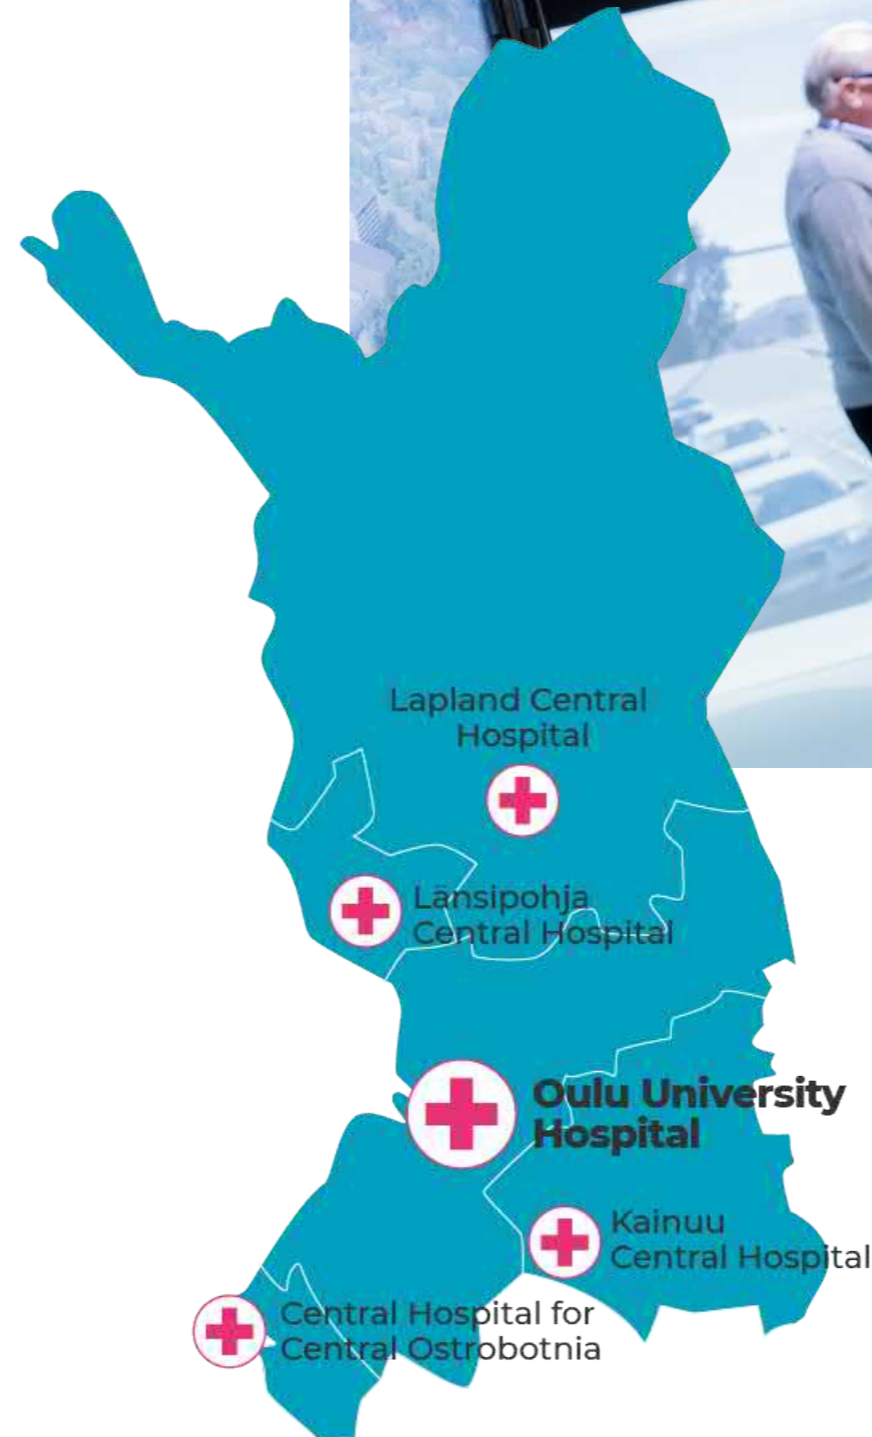 Lapland Central
Hospital
Länsipohja
Central Hospital
Oulu University
Hospital
Kainuu
Central Hospital
Central Hospital for
Central Ostrobotnia